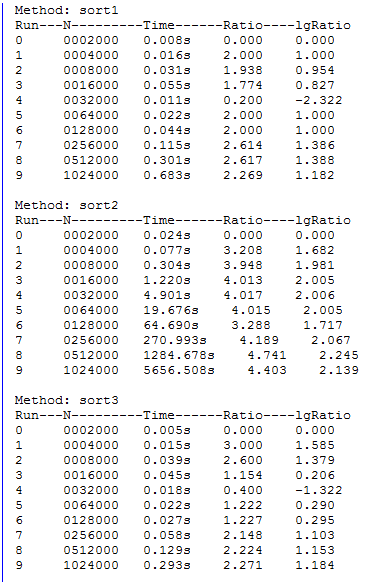 Method: sort1
Run---N----------Time------Ratio----lgRatio
0     0002000    0.008s    0.000    0.000
1     0004000    0.016s    2.000    1.000
2     0008000    0.031s    1.938    0.954
3     0016000    0.055s    1.774    0.827
4     0032000    0.011s    0.200    -2.322
5     0064000    0.022s    2.000    1.000
6     0128000    0.044s    2.000    1.000
7     0256000    0.115s    2.614    1.386
8     0512000    0.301s    2.617    1.388
9     1024000    0.683s    2.269    1.182
Method: sort2
Run---N----------Time------Ratio----lgRatio
0     0002000    0.024s    0.000    0.000
1     0004000    0.077s    3.208    1.682
2     0008000    0.304s    3.948    1.981
3     0016000    1.220s    4.013    2.005
4     0032000    4.901s    4.017    2.006
5     0064000    19.676s    4.015    2.005
6     0128000    64.690s    3.288    1.717
7     0256000    270.993s    4.189    2.067
8     0512000    1284.678s    4.741    2.245
9     1024000    5656.508s    4.403    2.139
Method: sort3
Run---N----------Time------Ratio----lgRatio
0     0002000    0.005s    0.000    0.000
1     0004000    0.015s    3.000    1.585
2     0008000    0.039s    2.600    1.379
3     0016000    0.045s    1.154    0.206
4     0032000    0.018s    0.400    -1.322
5     0064000    0.022s    1.222    0.290
6     0128000    0.027s    1.227    0.295
7     0256000    0.058s    2.148    1.103
8     0512000    0.129s    2.224    1.153
9     1024000    0.293s    2.271    1.184